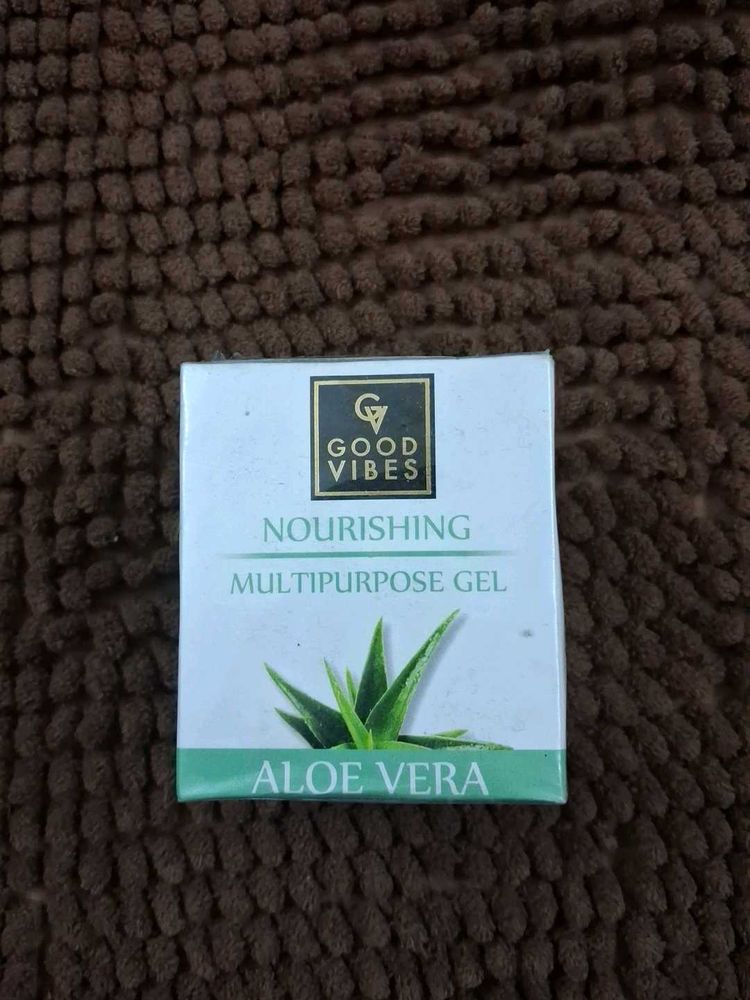 GV
GOOD
VIBES
NOURISHING
MULTIPURPOSE GEL
ALOE VERA